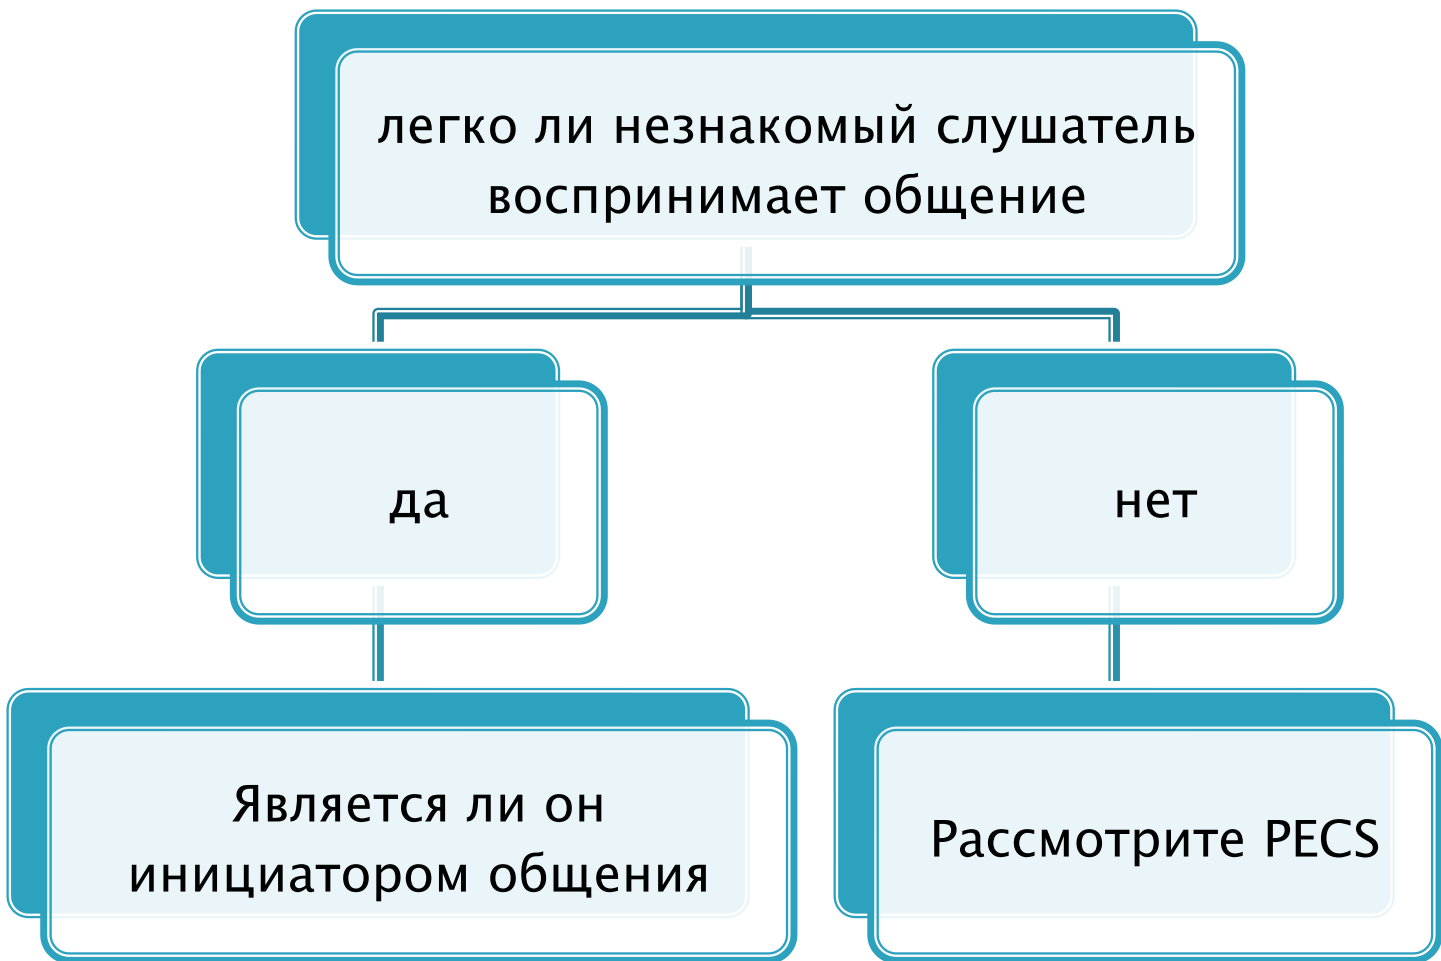 легко ли незнакомый слушатель
воспринимает общение
да
нет
Является ли он
инициатором общения
Рассмотрите PECS